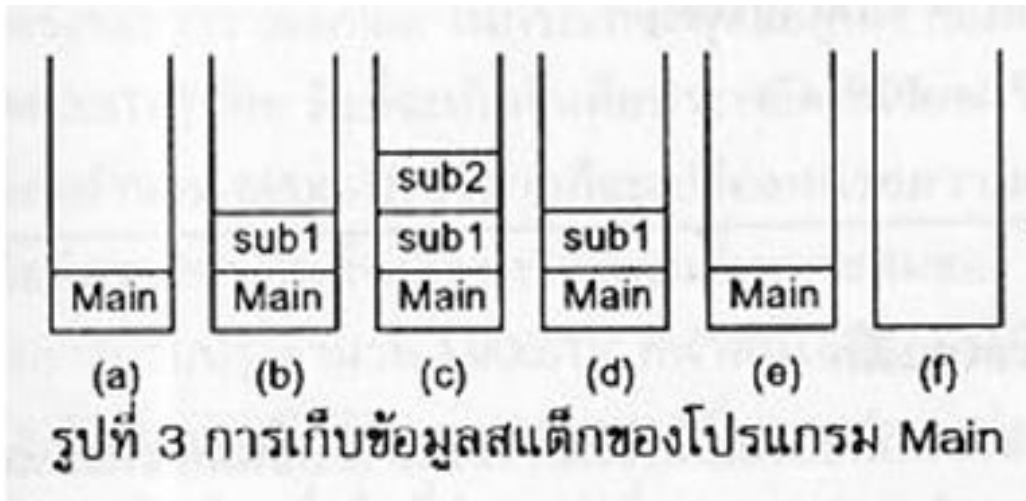 sub2
sub1 sub1 sub1
Main Main Main Main Main
(a) (b) (c) (d) (e) (f)
รูปที่ 3 การเก็บข้อมูลสแต็กของโปรแกรม Main